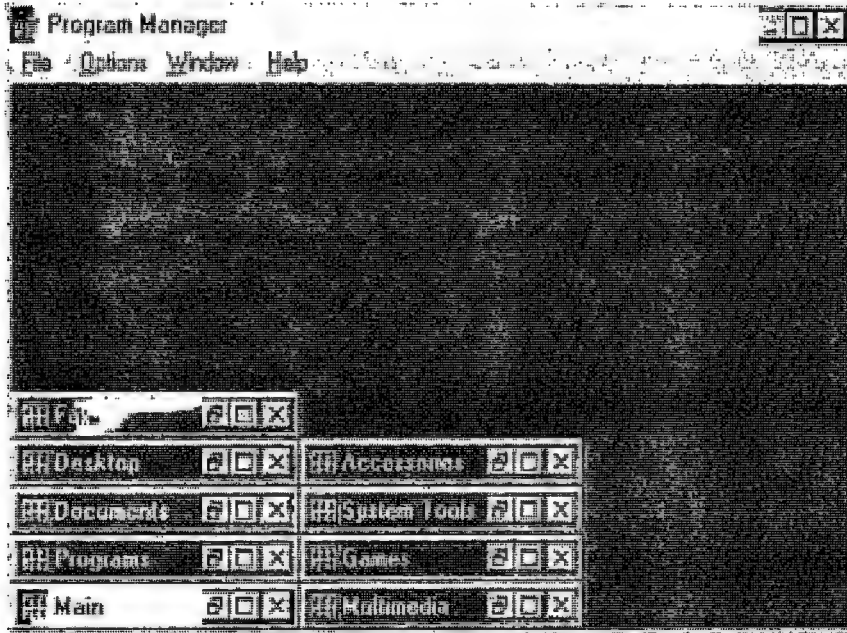 Program Manager
File Options Window Help
Desktop Accessories
Documents System Tools
Programs Games
Main Multimedia